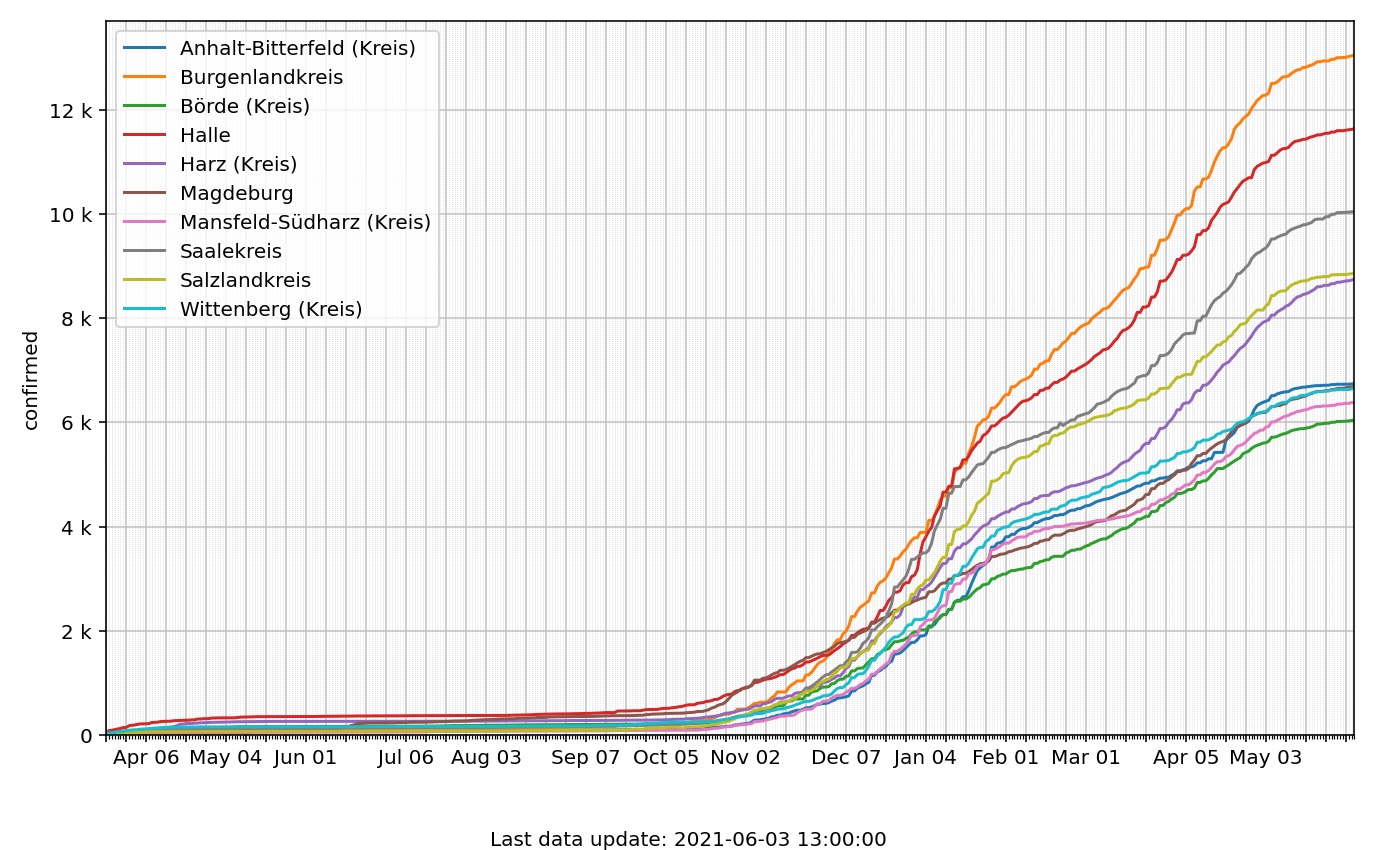 Anhalt-Bitterfeld (Kreis)
Burgenlandkreis
Börde (Kreis)
Halle
Harz (Kreis)
Magdeburg
Mansfeld-Südharz (Kreis)
Saalekreis
Salzlandkreis
Wittenberg (Kreis)
12 k
10 k
8 k
6 k
4 k
2 k
0
confirmed
Apr 06 May 04 Jun 01 Jul 06 Aug 03 Sep 07 Oct 05 Nov 02 Dec 07 Jan 04 Feb 01 Mar 01 Apr 05 May 03
Last data update: 2021-06-03 13:00:00